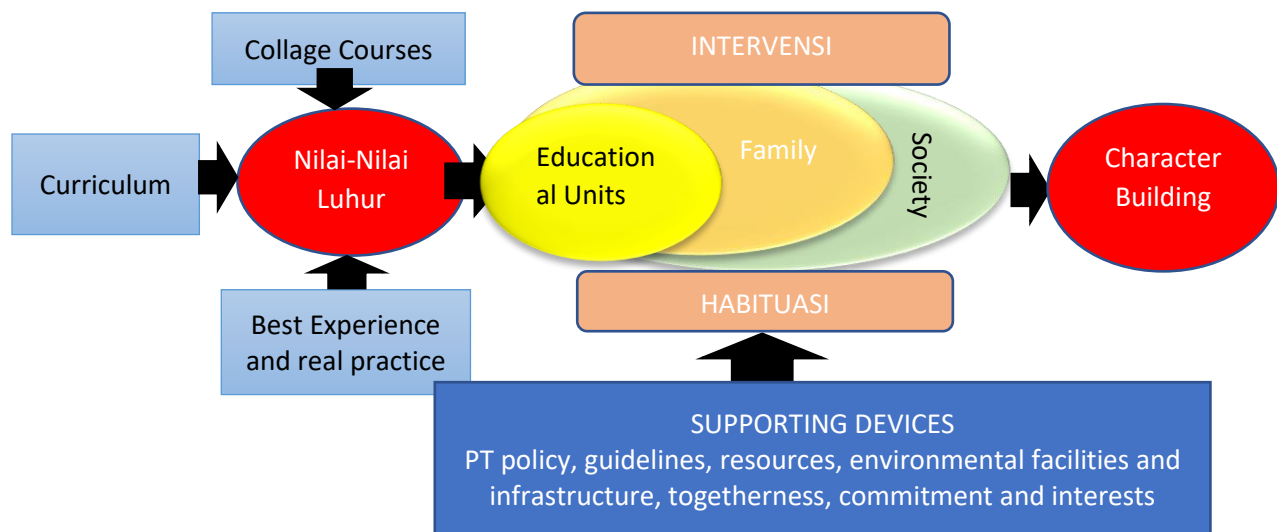 Collage Courses
INTERVENSI
Curriculum
Nilai-Nilai
Luhur
Education
al Units
Family
Society
Character
Building
Best Experience
and real practice
HABITUASI
SUPPORTING DEVICES
PT policy, guidelines, resources, environmental facilities and
infrastructure, togetherness, commitment and interests